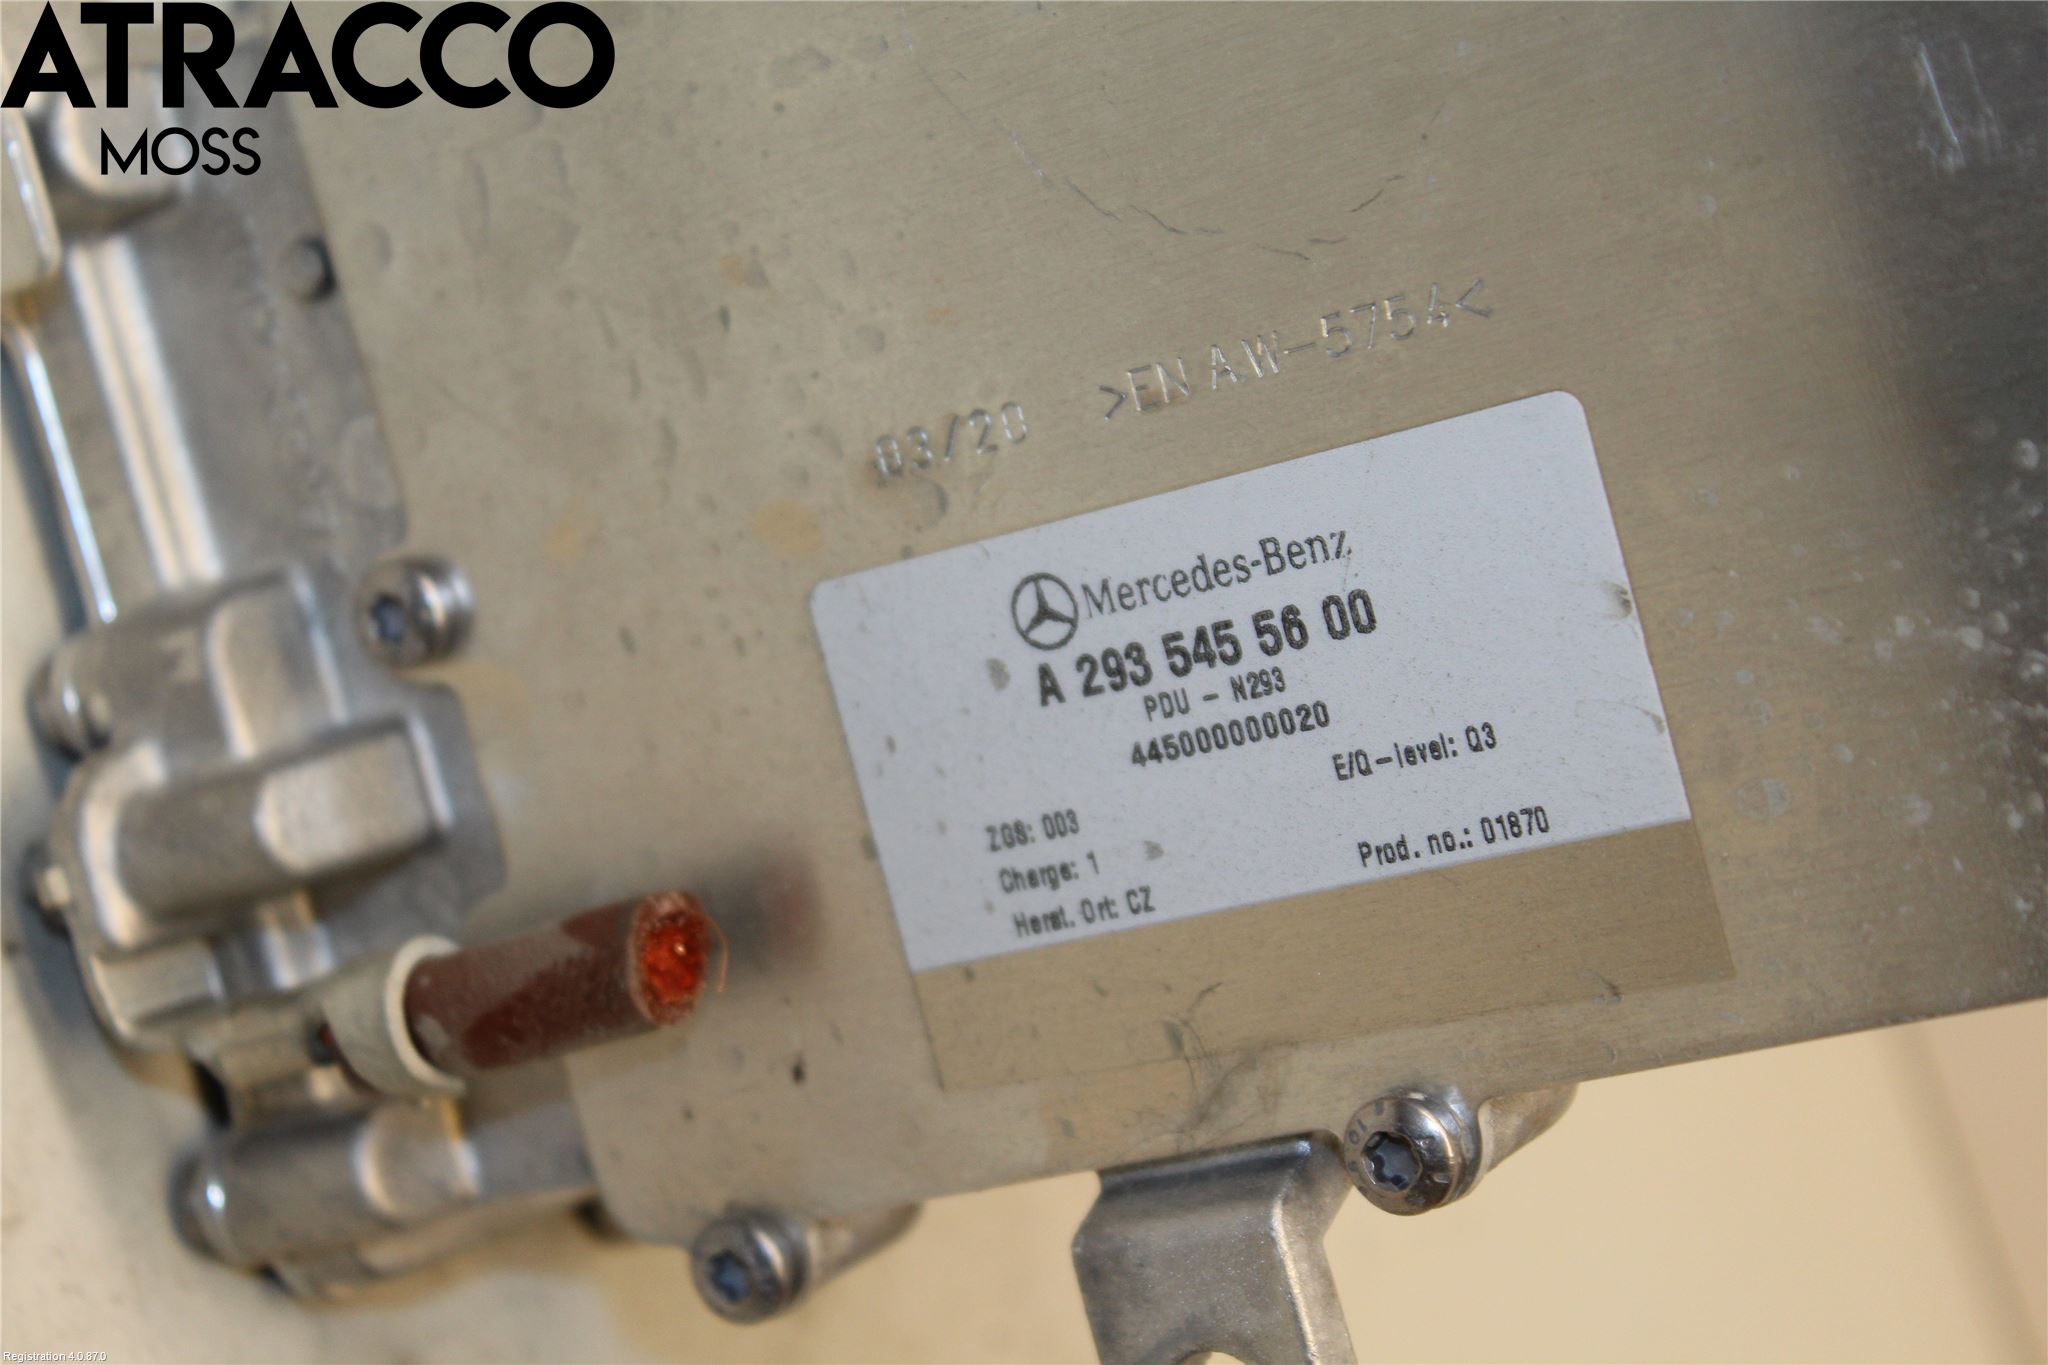 ATRACCO
MOSS
03/20 >EN AW-5754<
Mercedes-Benz
A 293 545 56 00
PDU - N293
445000000020
E/Q-level: Q3
ZGS: 003
Charge: 1
Prod. no.: 01870
Herst. Ort: CZ
Registration 4.0.87.0